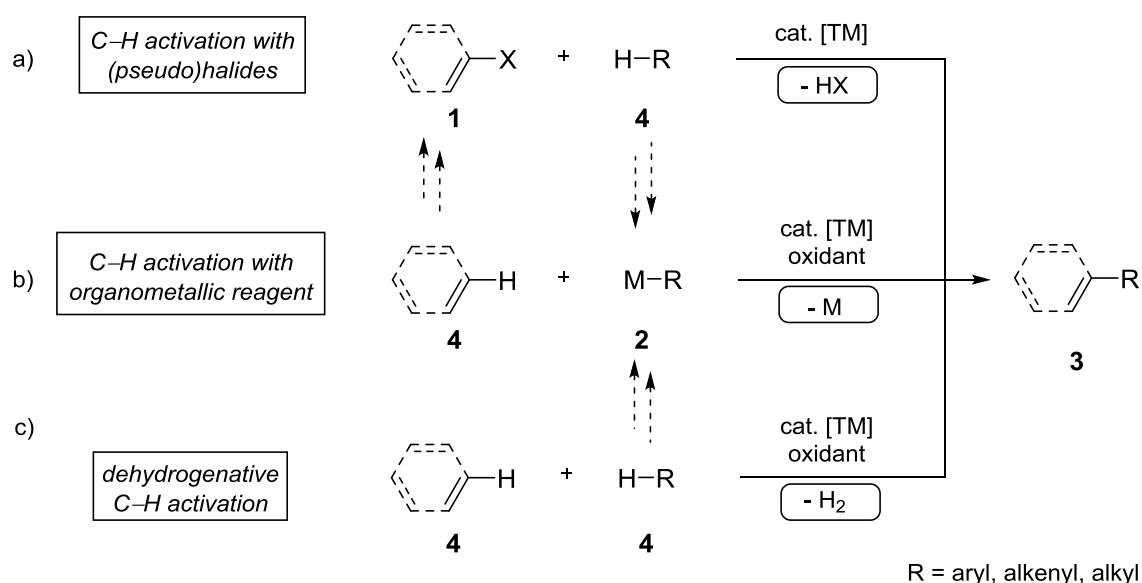 a)
C–H activation with
(pseudo)halides
X
+
H–R
cat. [TM]
- HX
1
4
b)
C–H activation with
organometallic reagent
H
+
M–R
cat. [TM]
oxidant
- M
R
4
2
3
c)
dehydrogenative
C–H activation
H
+
H–R
cat. [TM]
oxidant
- H₂
4
4
R = aryl, alkenyl, alkyl